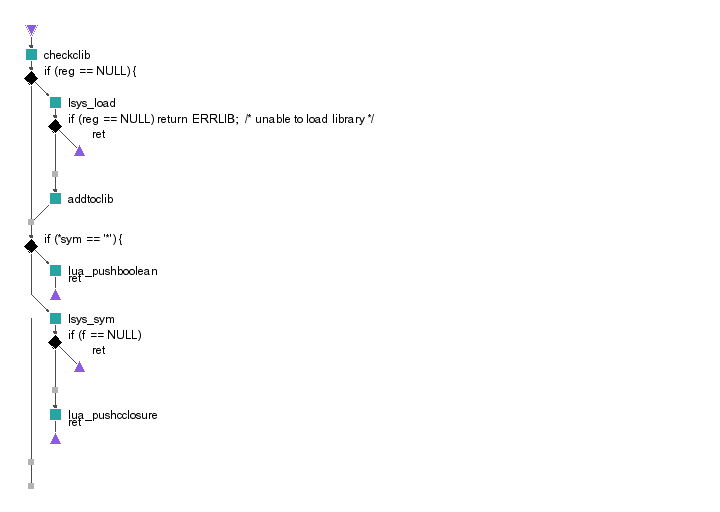 checkclib
if (reg == NULL) {
lsys_load
if (reg == NULL) return ERRLIB;  /* unable to load library */
ret
addtoclib
if (*sym == '*') {
lua_pushboolean
ret
lsys_sym
if (f == NULL)
ret
lua_pushcclosure
ret